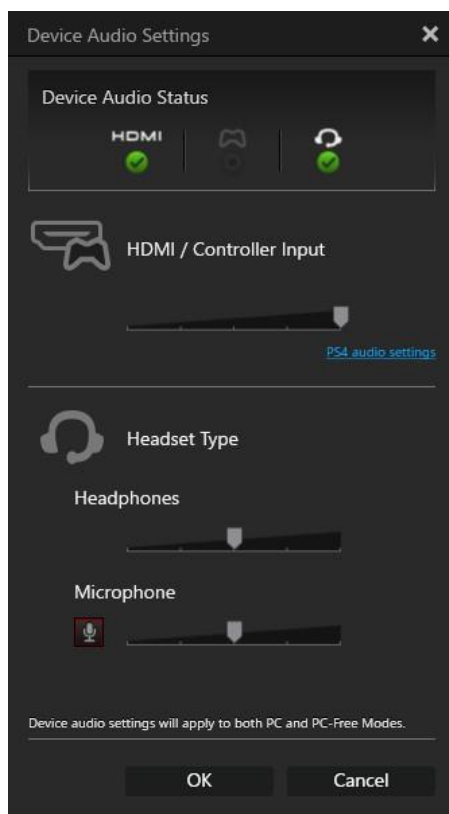 Device Audio Settings
Device Audio Status
HDMI
HDMI / Controller Input
PS4 audio settings
Headset Type
Headphones
Microphone
Device audio settings will apply to both PC and PC-Free Modes.
OK Cancel